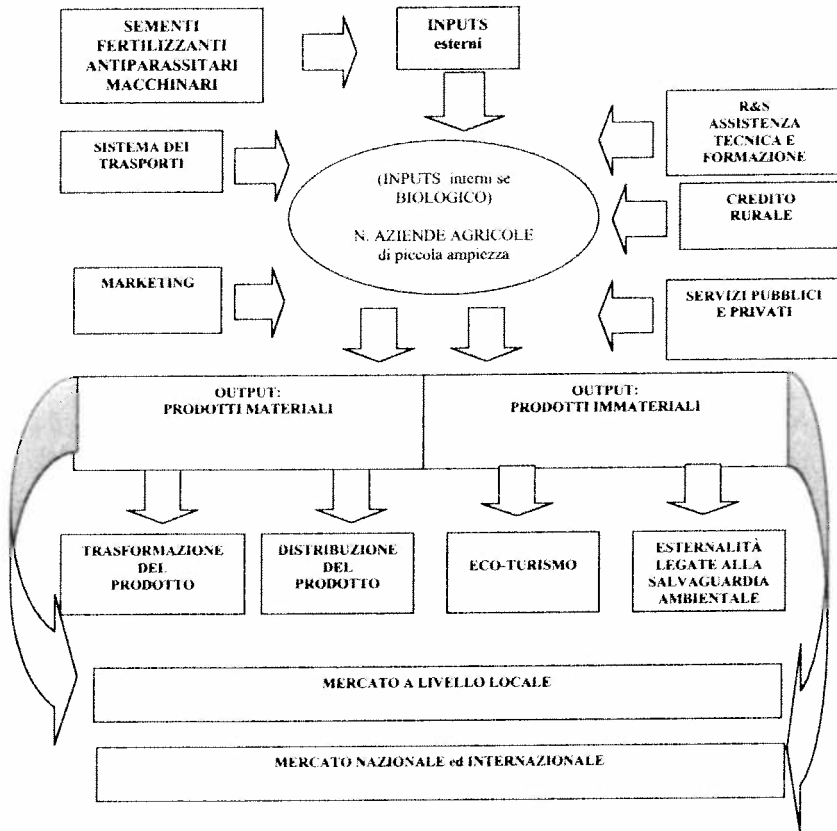 SEMENTI
FERTILIZZANTI
ANTIPARASSITARI
MACCHINARI
INPUTS
esterni
R&S
ASSISTENZA
TECNICA E
FORMAZIONE
SISTEMA DEI
TRASPORTI
(INPUTS interni se
BIOLOGICO)
N. AZIENDE AGRICOLE
di piccola ampiezza
CREDITO
RURALE
MARKETING
SERVIZI PUBBLICI
E PRIVATI
OUTPUT:
PRODOTTI MATERIALI
OUTPUT:
PRODOTTI IMMATERIALI
TRASFORMAZIONE
DEL
PRODOTTO
DISTRIBUZIONE
DEL
PRODOTTO
ECO-TURISMO
ESTERNALITÀ
LEGATE ALLA
SALVAGUARDIA
AMBIENTALE
MERCATO A LIVELLO LOCALE
MERCATO NAZIONALE ed INTERNAZIONALE